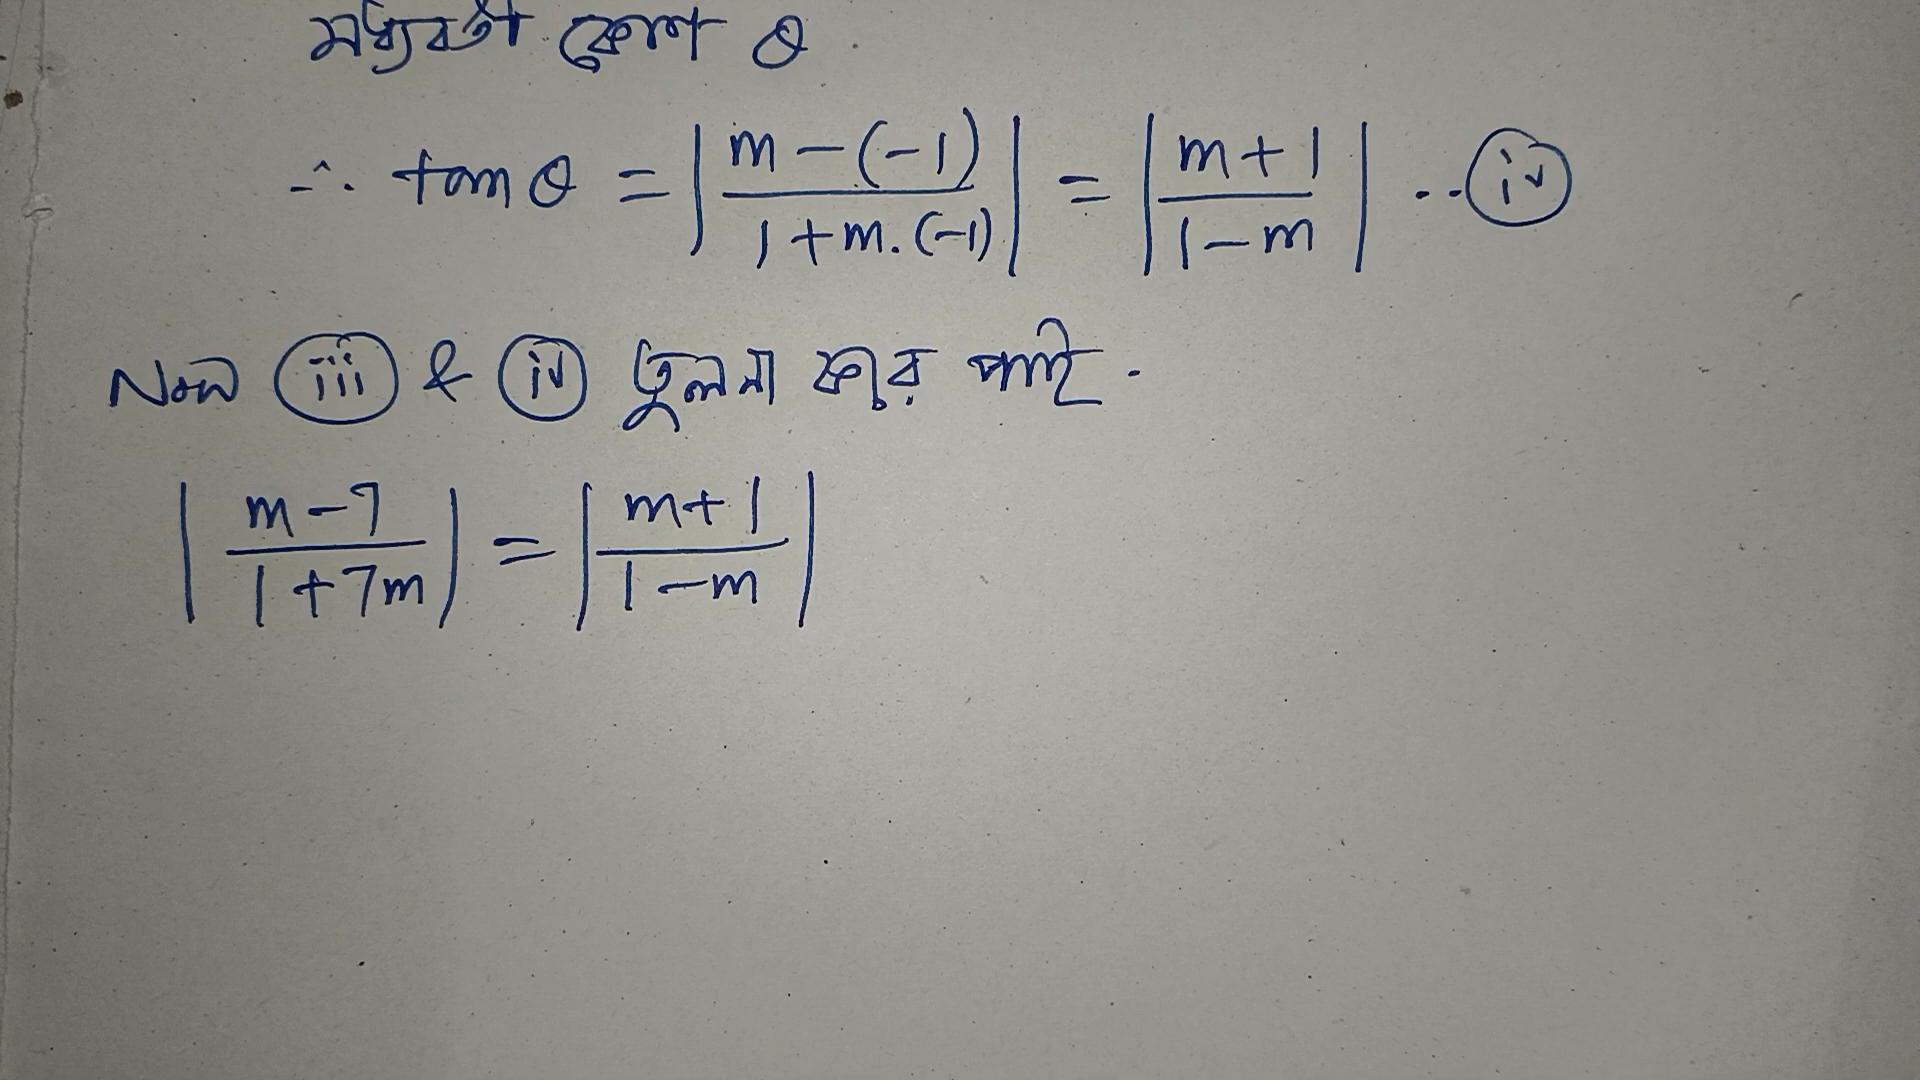 মধ্যবর্তী কোণ θ
∴ tan θ = | (m - (-1)) / (1 + m.(-1)) | = | (m + 1) / (1 - m) | .. (iv)
Now (iii) & (iv) তুলনা করে পাই.
| (m - 7) / (1 + 7m) | = | (m + 1) / (1 - m) |